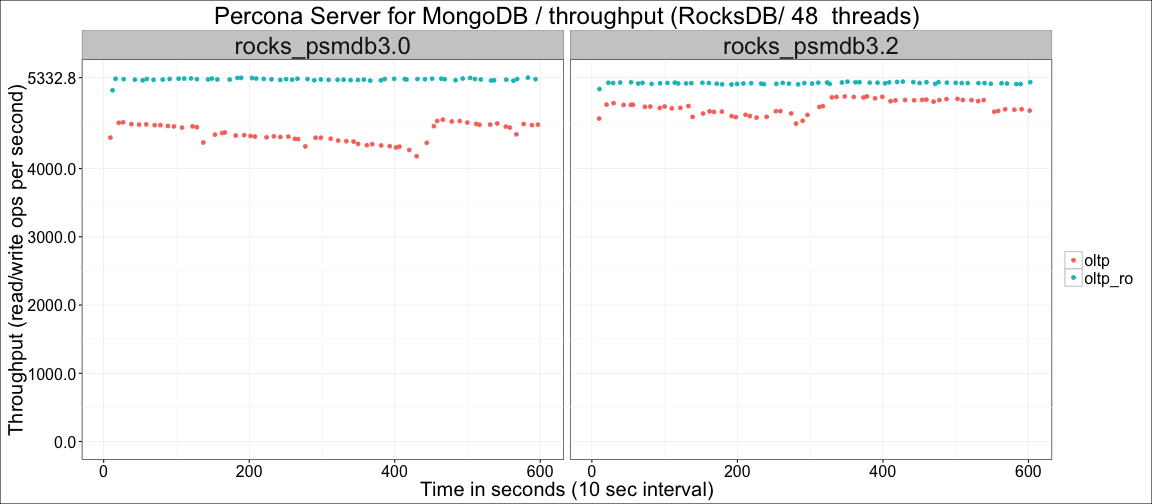 Percona Server for MongoDB / throughput (RocksDB/ 48  threads)
rocks_psmdb3.0
rocks_psmdb3.2
Throughput (read/write ops per second)
5332.8
4000.0
3000.0
2000.0
1000.0
0.0
oltp
oltp_ro
0 200 400 600
0 200 400 600
Time in seconds (10 sec interval)